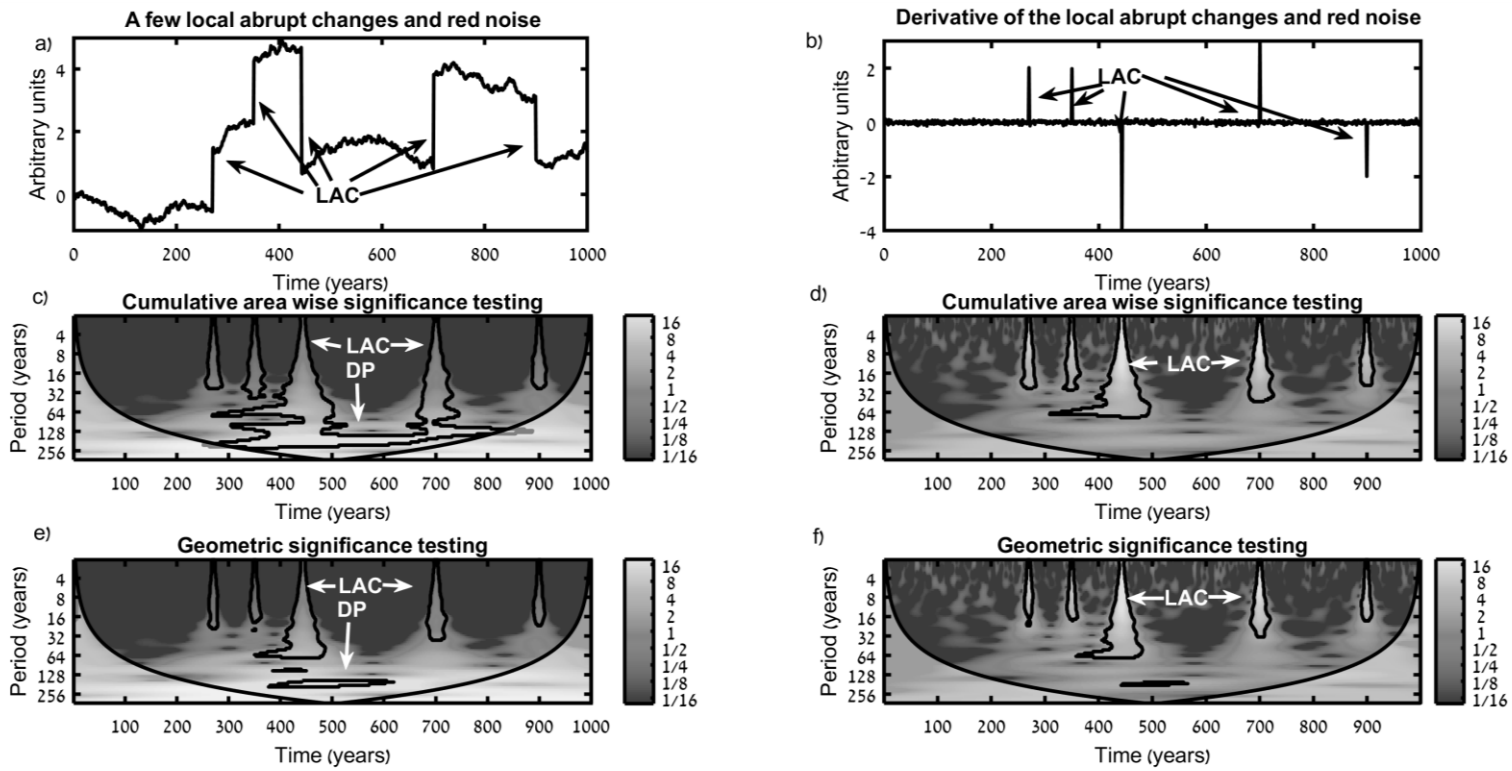 A few local abrupt changes and red noise
a)
Arbitrary units
4
2
0
LAC
0 200 400 600 800 1000
Time (years)
Derivative of the local abrupt changes and red noise
b)
Arbitrary units
2
0
-2
-4
LAC
0 200 400 600 800 1000
Time (years)
c)
Cumulative area wise significance testing
Period (years)
4
8
16
32
64
128
256
LAC
DP
100 200 300 400 500 600 700 800 900 1000
Time (years)
16
8
4
2
1
1/2
1/4
1/8
1/16
d)
Cumulative area wise significance testing
Period (years)
4
8
16
32
64
128
256
LAC
100 200 300 400 500 600 700 800 900
Time (years)
16
8
4
2
1
1/2
1/4
1/8
1/16
e)
Geometric significance testing
Period (years)
4
8
16
32
64
128
256
LAC
DP
100 200 300 400 500 600 700 800 900 1000
Time (years)
16
8
4
2
1
1/2
1/4
1/8
1/16
f)
Geometric significance testing
Period (years)
4
8
16
32
64
128
256
LAC
100 200 300 400 500 600 700 800 900
Time (years)
16
8
4
2
1
1/2
1/4
1/8
1/16